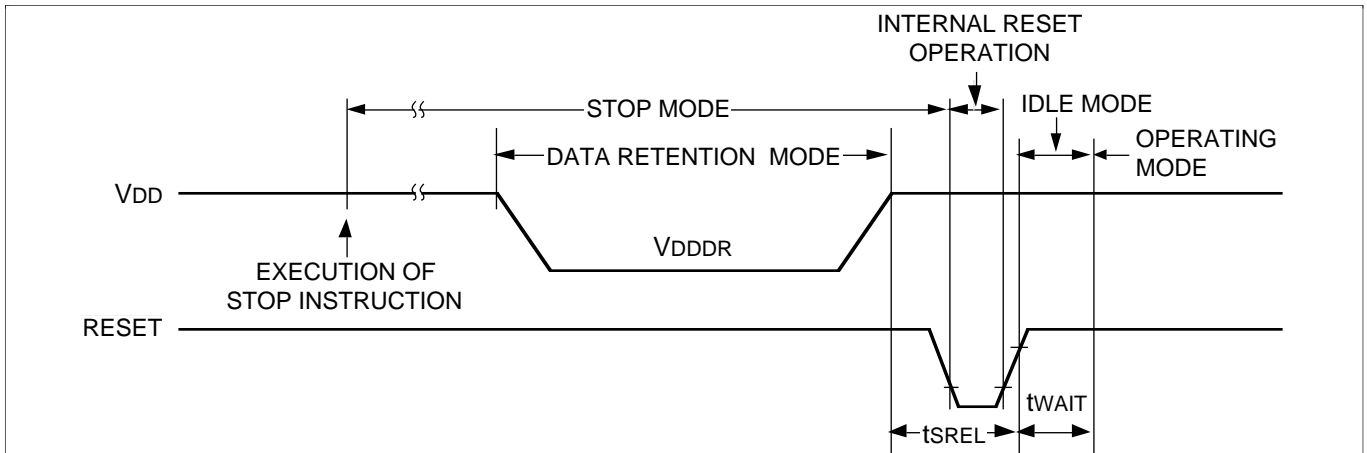 INTERNAL RESET
OPERATION
STOP MODE
IDLE MODE
DATA RETENTION MODE
OPERATING
MODE
VDD
VDDDR
EXECUTION OF
STOP INSTRUCTION
RESET
tWAIT
tSREL